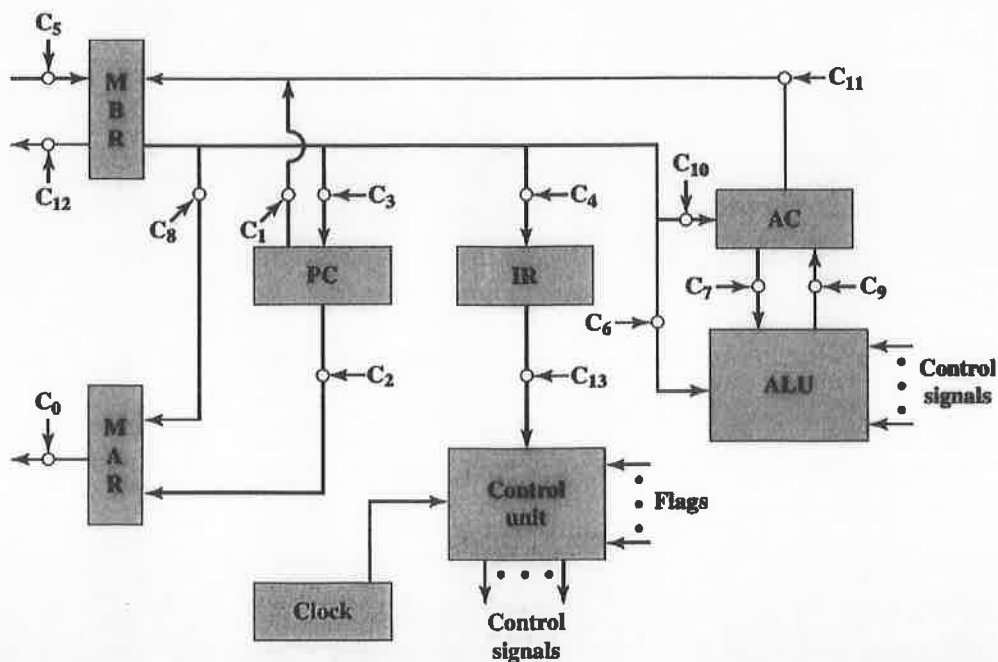 C5
M
B
R
C11
C12
C8
C1
C3
C4
C10
AC
PC
IR
C7
C9
C6
C2
C13
ALU
Control
signals
C0
M
A
R
Control
unit
Flags
Clock
Control
signals